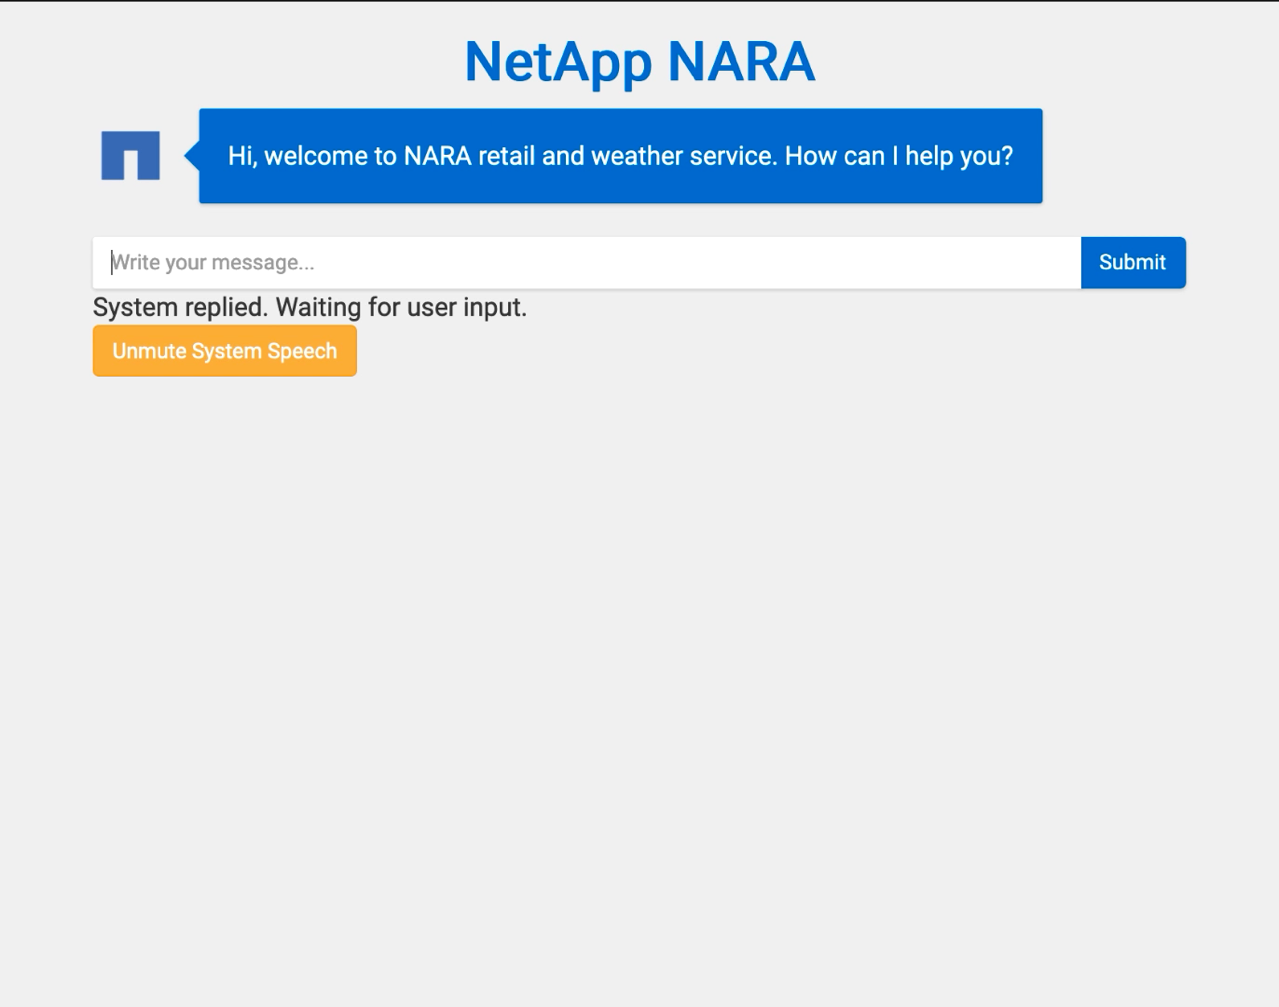 NetApp NARA
Hi, welcome to NARA retail and weather service. How can I help you?
Write your message...
Submit
System replied. Waiting for user input.
Unmute System Speech